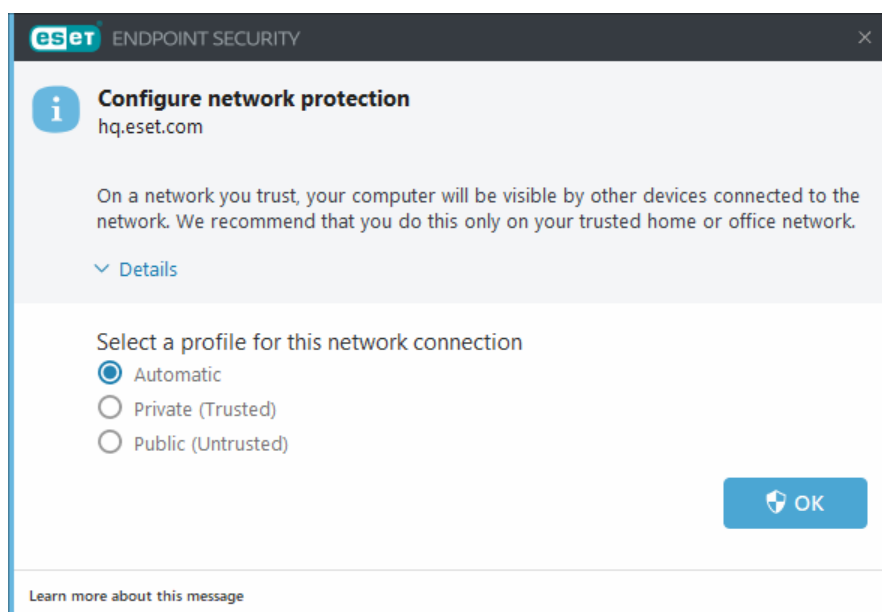 eset ENDPOINT SECURITY
Configure network protection
hq.eset.com
On a network you trust, your computer will be visible by other devices connected to the
network. We recommend that you do this only on your trusted home or office network.
Details
Select a profile for this network connection
Automatic
Private (Trusted)
Public (Untrusted)
OK
Learn more about this message